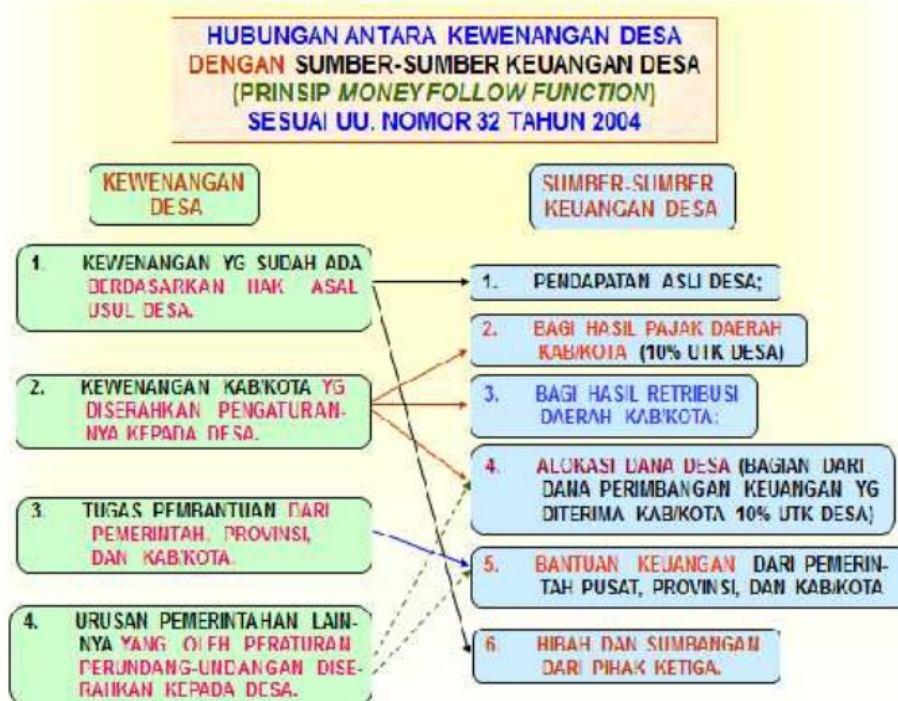 HUBUNGAN ANTARA KEWENANGAN DESA
DENGAN SUMBER-SUMBER KEUANGAN DESA
(PRINSIP MONEY FOLLOW FUNCTION)
SESUAI UU. NOMOR 32 TAHUN 2004
KEWENANGAN
DESA
1. KEWENANGAN YG SUDAH ADA
BERDASARKAN HAK ASAL
USUL DESA.
2. KEWENANGAN KAB/KOTA YG
DISERAHKAN PENGATURAN-
NYA KEPADA DESA.
3. TUGAS PEMBANTUAN DARI
PEMERINTAH, PROVINSI,
DAN KAB/KOTA.
4. URUSAN PEMERINTAHAN LAIN-
NYA YANG OLEH PERATURAN
PERUNDANG-UNDANGAN DISE-
RAHKAN KEPADA DESA.
SUMBER-SUMBER
KEUANGAN DESA
1. PENDAPATAN ASLI DESA;
2. BAGI HASIL PAJAK DAERAH
KAB/KOTA (10% UTK DESA)
3. BAGI HASIL RETRIBUSI
DAERAH KAB/KOTA;
4. ALOKASI DANA DESA (BAGIAN DARI
DANA PERIMBANGAN KEUANGAN YG
DITERIMA KAB/KOTA 10% UTK DESA)
5. BANTUAN KEUANGAN DARI PEMERIN-
TAH PUSAT, PROVINSI, DAN KAB/KOTA
6. HIBAH DAN SUMBANGAN
DARI PIHAK KETIGA.